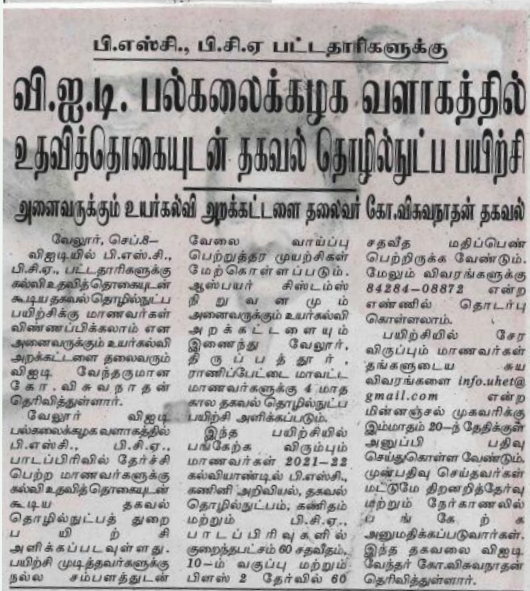 பி.எஸ்சி., பி.சி.ஏ பட்டதாரிகளுக்கு
வி.ஐ.டி. பல்கலைக்கழக வளாகத்தில்
உதவித்தொகையுடன் தகவல் தொழில்நுட்ப பயிற்சி
அனைவருக்கும் உயர்கல்வி அறக்கட்டளை தலைவர் கோ.விசுவநாதன் தகவல்
வேலூர், செப்.8–
விஐடியில் பி.எஸ்சி.,
பி.சி.ஏ., பட்டதாரிகளுக்கு
கல்வி உதவித்தொகையுடன்
கூடிய தகவல் தொழில்நுட்ப
பயிற்சிக்கு மாணவர்கள்
விண்ணப்பிக்கலாம் என
அனைவருக்கும் உயர்கல்வி
அறக்கட்டளை தலைவரும்
விஐடி வேந்தருமான
கோ.விசுவநாதன்
தெரிவித்துள்ளார்.
வேலூர் விஐடி
பல்கலைக்கழக வளாகத்தில்
பி.எஸ்சி., பி.சி.ஏ.,
பாடப்பிரிவில் தேர்ச்சி
பெற்ற மாணவர்களுக்கு
கல்வி உதவித்தொகையுடன்
கூடிய தகவல்
தொழில்நுட்பத் துறை
பயிற்சி
அளிக்கப்படவுள்ளது.
பயிற்சி முடித்தவர்களுக்கு
நல்ல சம்பளத்துடன்
வேலை வாய்ப்பு
பெற்றுத்தர முயற்சிகள்
மேற்கொள்ளப்படும்.
ஆஸ்பயர் சிஸ்டம்ஸ்
நிறுவனமும்
அனைவருக்கும் உயர்கல்வி
அறக்கட்டளையும்
இணைந்து வேலூர்,
திருப்பத்தூர்,
ராணிப்பேட்டை மாவட்ட
மாணவர்களுக்கு 4 மாத
கால தகவல் தொழில்நுட்ப
பயிற்சி அளிக்கப்படும்.
இந்த பயிற்சியில்
பங்கேற்க விரும்பும்
மாணவர்கள் 2021-22
கல்வியாண்டில் பி.எஸ்சி,
கணினி அறிவியல், தகவல்
தொழில்நுட்பம், கணிதம்
மற்றும் பி.சி.ஏ.,
பாடப்பிரிவுகளில்
குறைந்தபட்சம் 60 சதவீதம்,
10-ம் வகுப்பு மற்றும்
பிளஸ் 2 தேர்வில் 60
சதவீத மதிப்பெண்
பெற்றிருக்க வேண்டும்.
மேலும் விவரங்களுக்கு
84284-08872 என்ற
எண்ணில் தொடர்பு
கொள்ளலாம்.
பயிற்சியில் சேர
விரும்பும் மாணவர்கள்
தங்களுடைய சுய
விவரங்களை info.uhet@
gmail.com என்ற
மின்னஞ்சல் முகவரிக்கு
இம்மாதம் 20-ந் தேதிக்குள்
அனுப்பி பதிவு
செய்துகொள்ள வேண்டும்.
முன்பதிவு செய்தவர்கள்
மட்டுமே திறனறித்தேர்வு
மற்றும் நேர்காணலில்
பங்கேற்க
அனுமதிக்கப்படுவார்கள்.
இந்த தகவலை விஐடி
வேந்தர் கோ.விசுவநாதன்
தெரிவித்துள்ளார்.